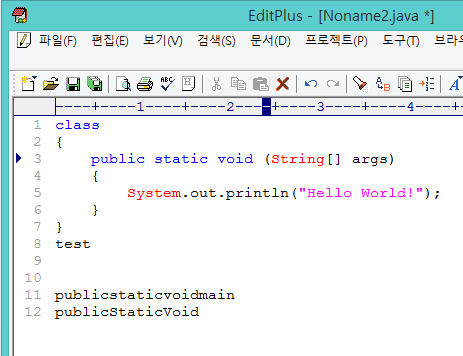 EditPlus - [Noname2.java *]
파일(F) 편집(E) 보기(V) 검색(S) 문서(D) 프로젝트(P) 도구(T) 브라우
----+----1----+----2----+----3----+----4----+-
1 class
2 {
3     public static void (String[] args)
4     {
5         System.out.println("Hello World!");
6     }
7 }
8 test
9
10
11 publicstaticvoidmain
12 publicStaticVoid